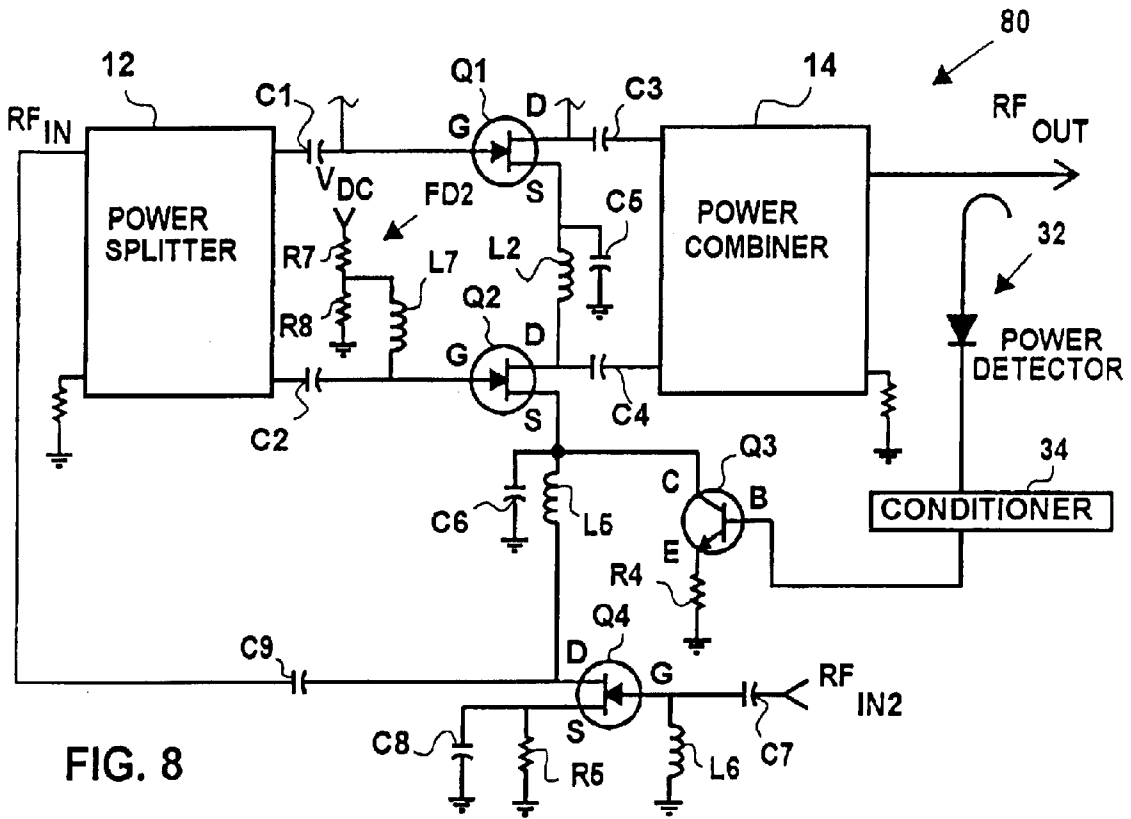 80
12
Q1
14
RF
IN
C1
D
C3
RF
OUT
G
V
DC
S
FD2
C5
POWER
SPLITTER
R7
L7
L2
POWER
COMBINER
32
R8
Q2
D
G
POWER
DETECTOR
S
C4
C2
Q3
34
C
B
CONDITIONER
C6
L5
E
R4
Q4
C9
D
G
RF
IN2
C8
S
C7
R5
L6
FIG. 8